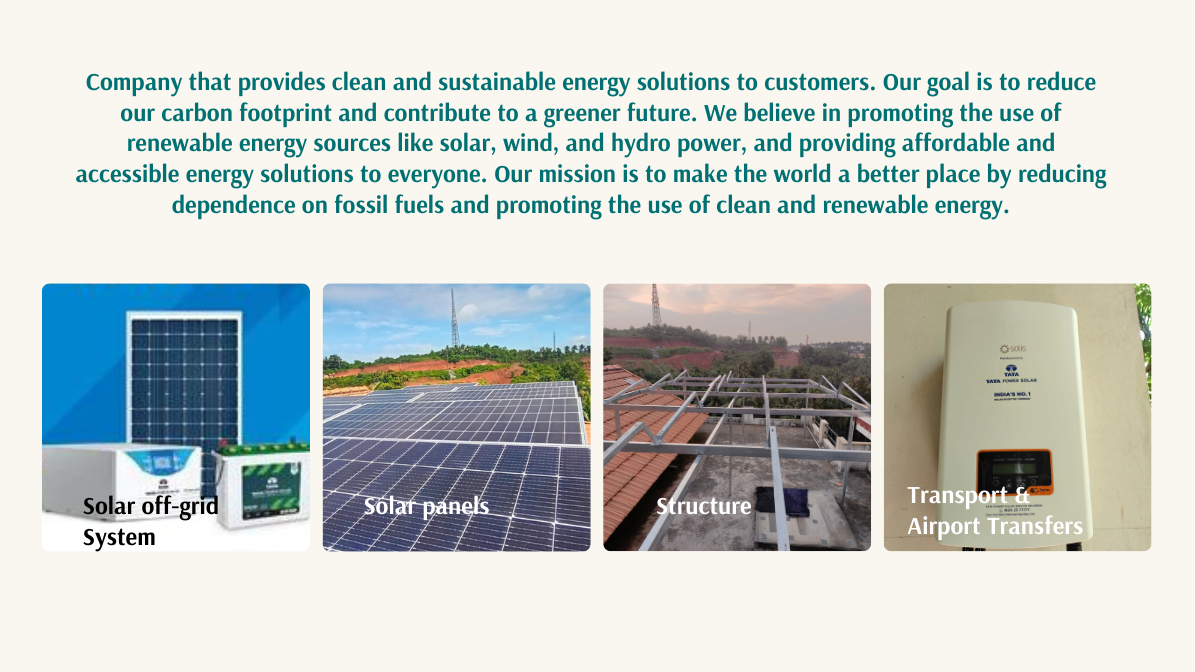 Company that provides clean and sustainable energy solutions to customers. Our goal is to reduce
our carbon footprint and contribute to a greener future. We believe in promoting the use of
renewable energy sources like solar, wind, and hydro power, and providing affordable and
accessible energy solutions to everyone. Our mission is to make the world a better place by reducing
dependence on fossil fuels and promoting the use of clean and renewable energy.
Solar off-grid
System
Solar panels
Structure
solis
TATA
TATA POWER SOLAR
INDIA'S NO. 1
Transport &
Airport Transfers